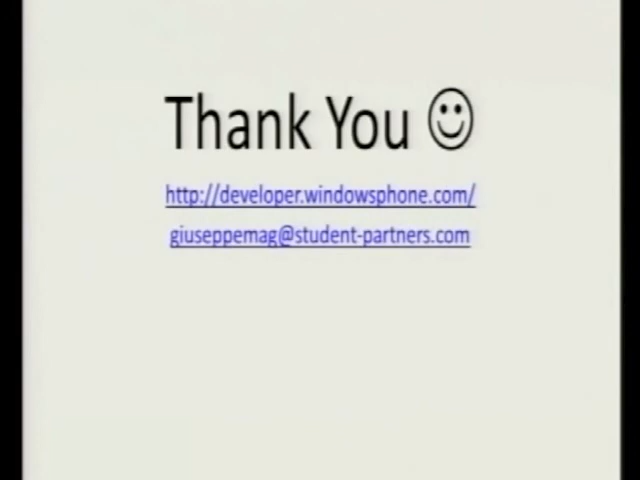 Thank You ☺
http://developer.windowsphone.com/
giuseppemag@student-partners.com